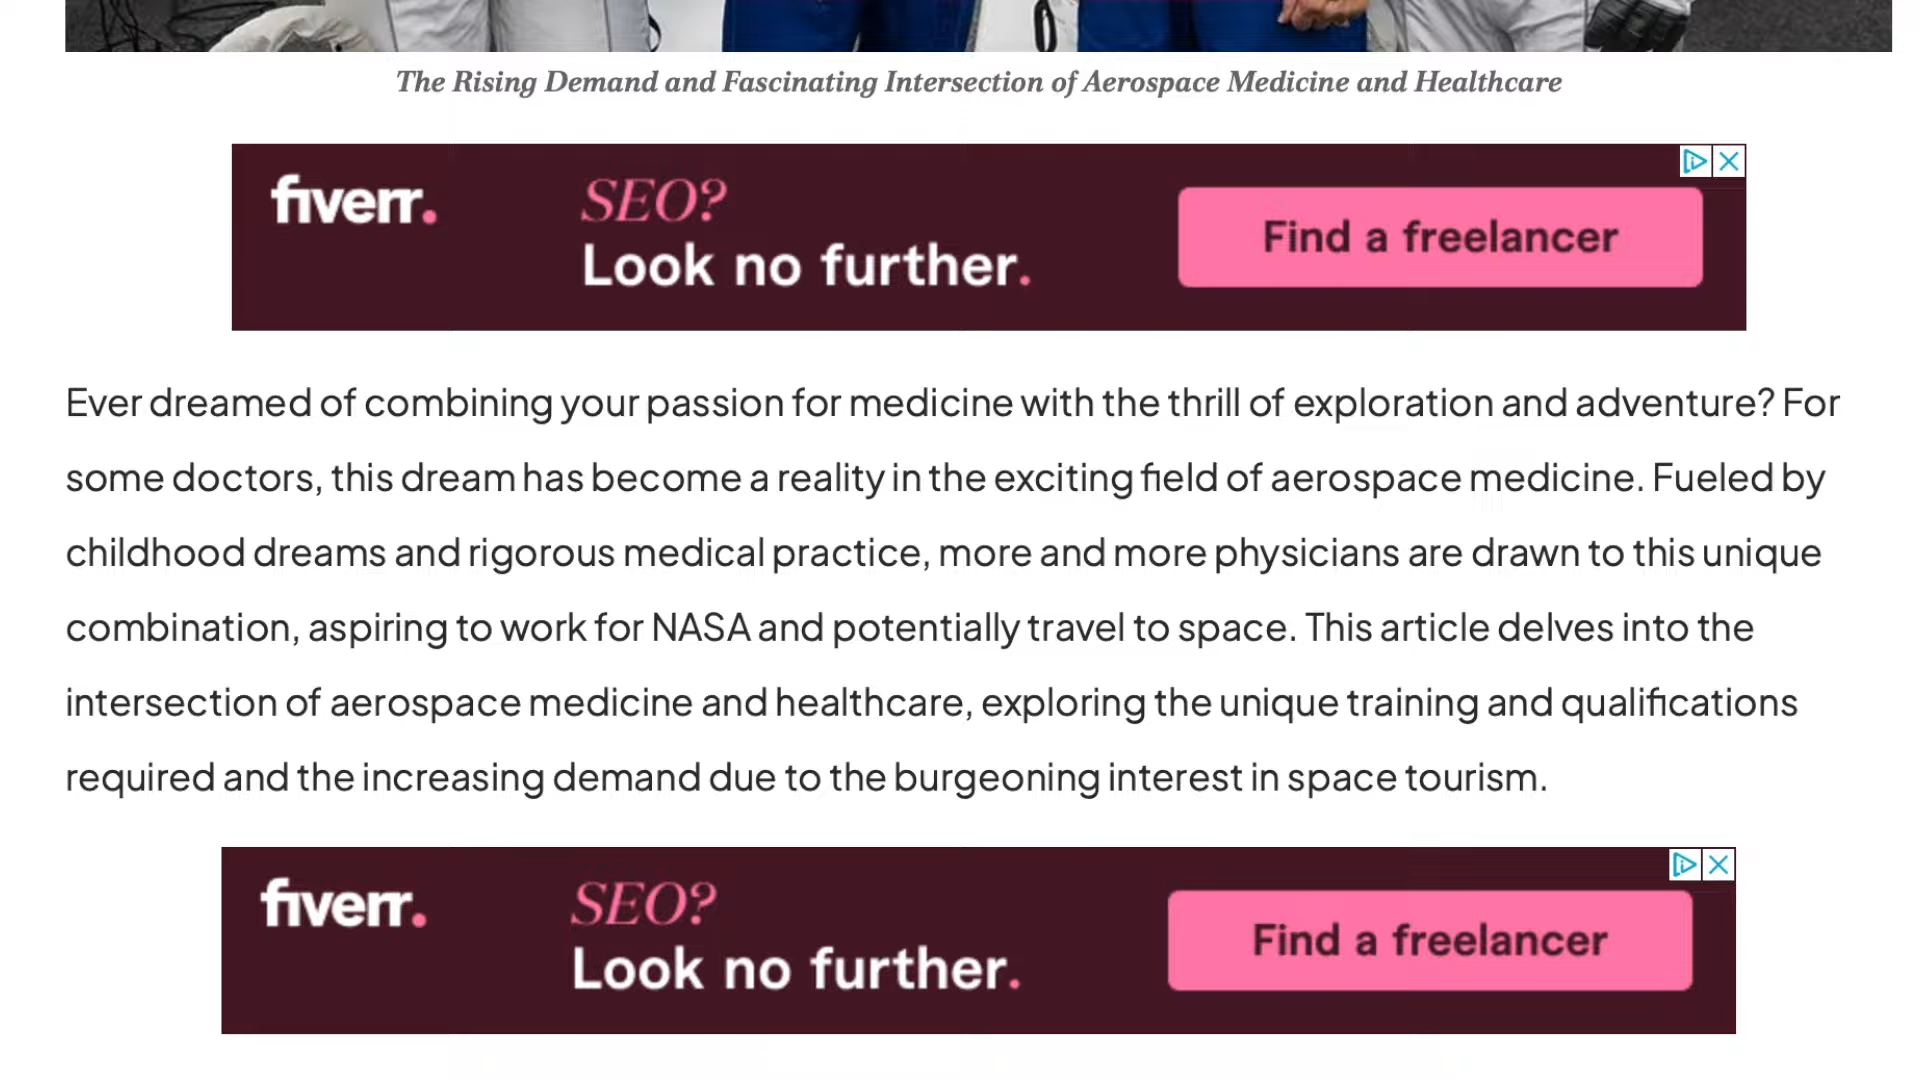 The Rising Demand and Fascinating Intersection of Aerospace Medicine and Healthcare
fiverr.
SEO?
Look no further.
Find a freelancer
Ever dreamed of combining your passion for medicine with the thrill of exploration and adventure? For
some doctors, this dream has become a reality in the exciting field of aerospace medicine. Fueled by
childhood dreams and rigorous medical practice, more and more physicians are drawn to this unique
combination, aspiring to work for NASA and potentially travel to space. This article delves into the
intersection of aerospace medicine and healthcare, exploring the unique training and qualifications
required and the increasing demand due to the burgeoning interest in space tourism.
fiverr.
SEO?
Look no further.
Find a freelancer